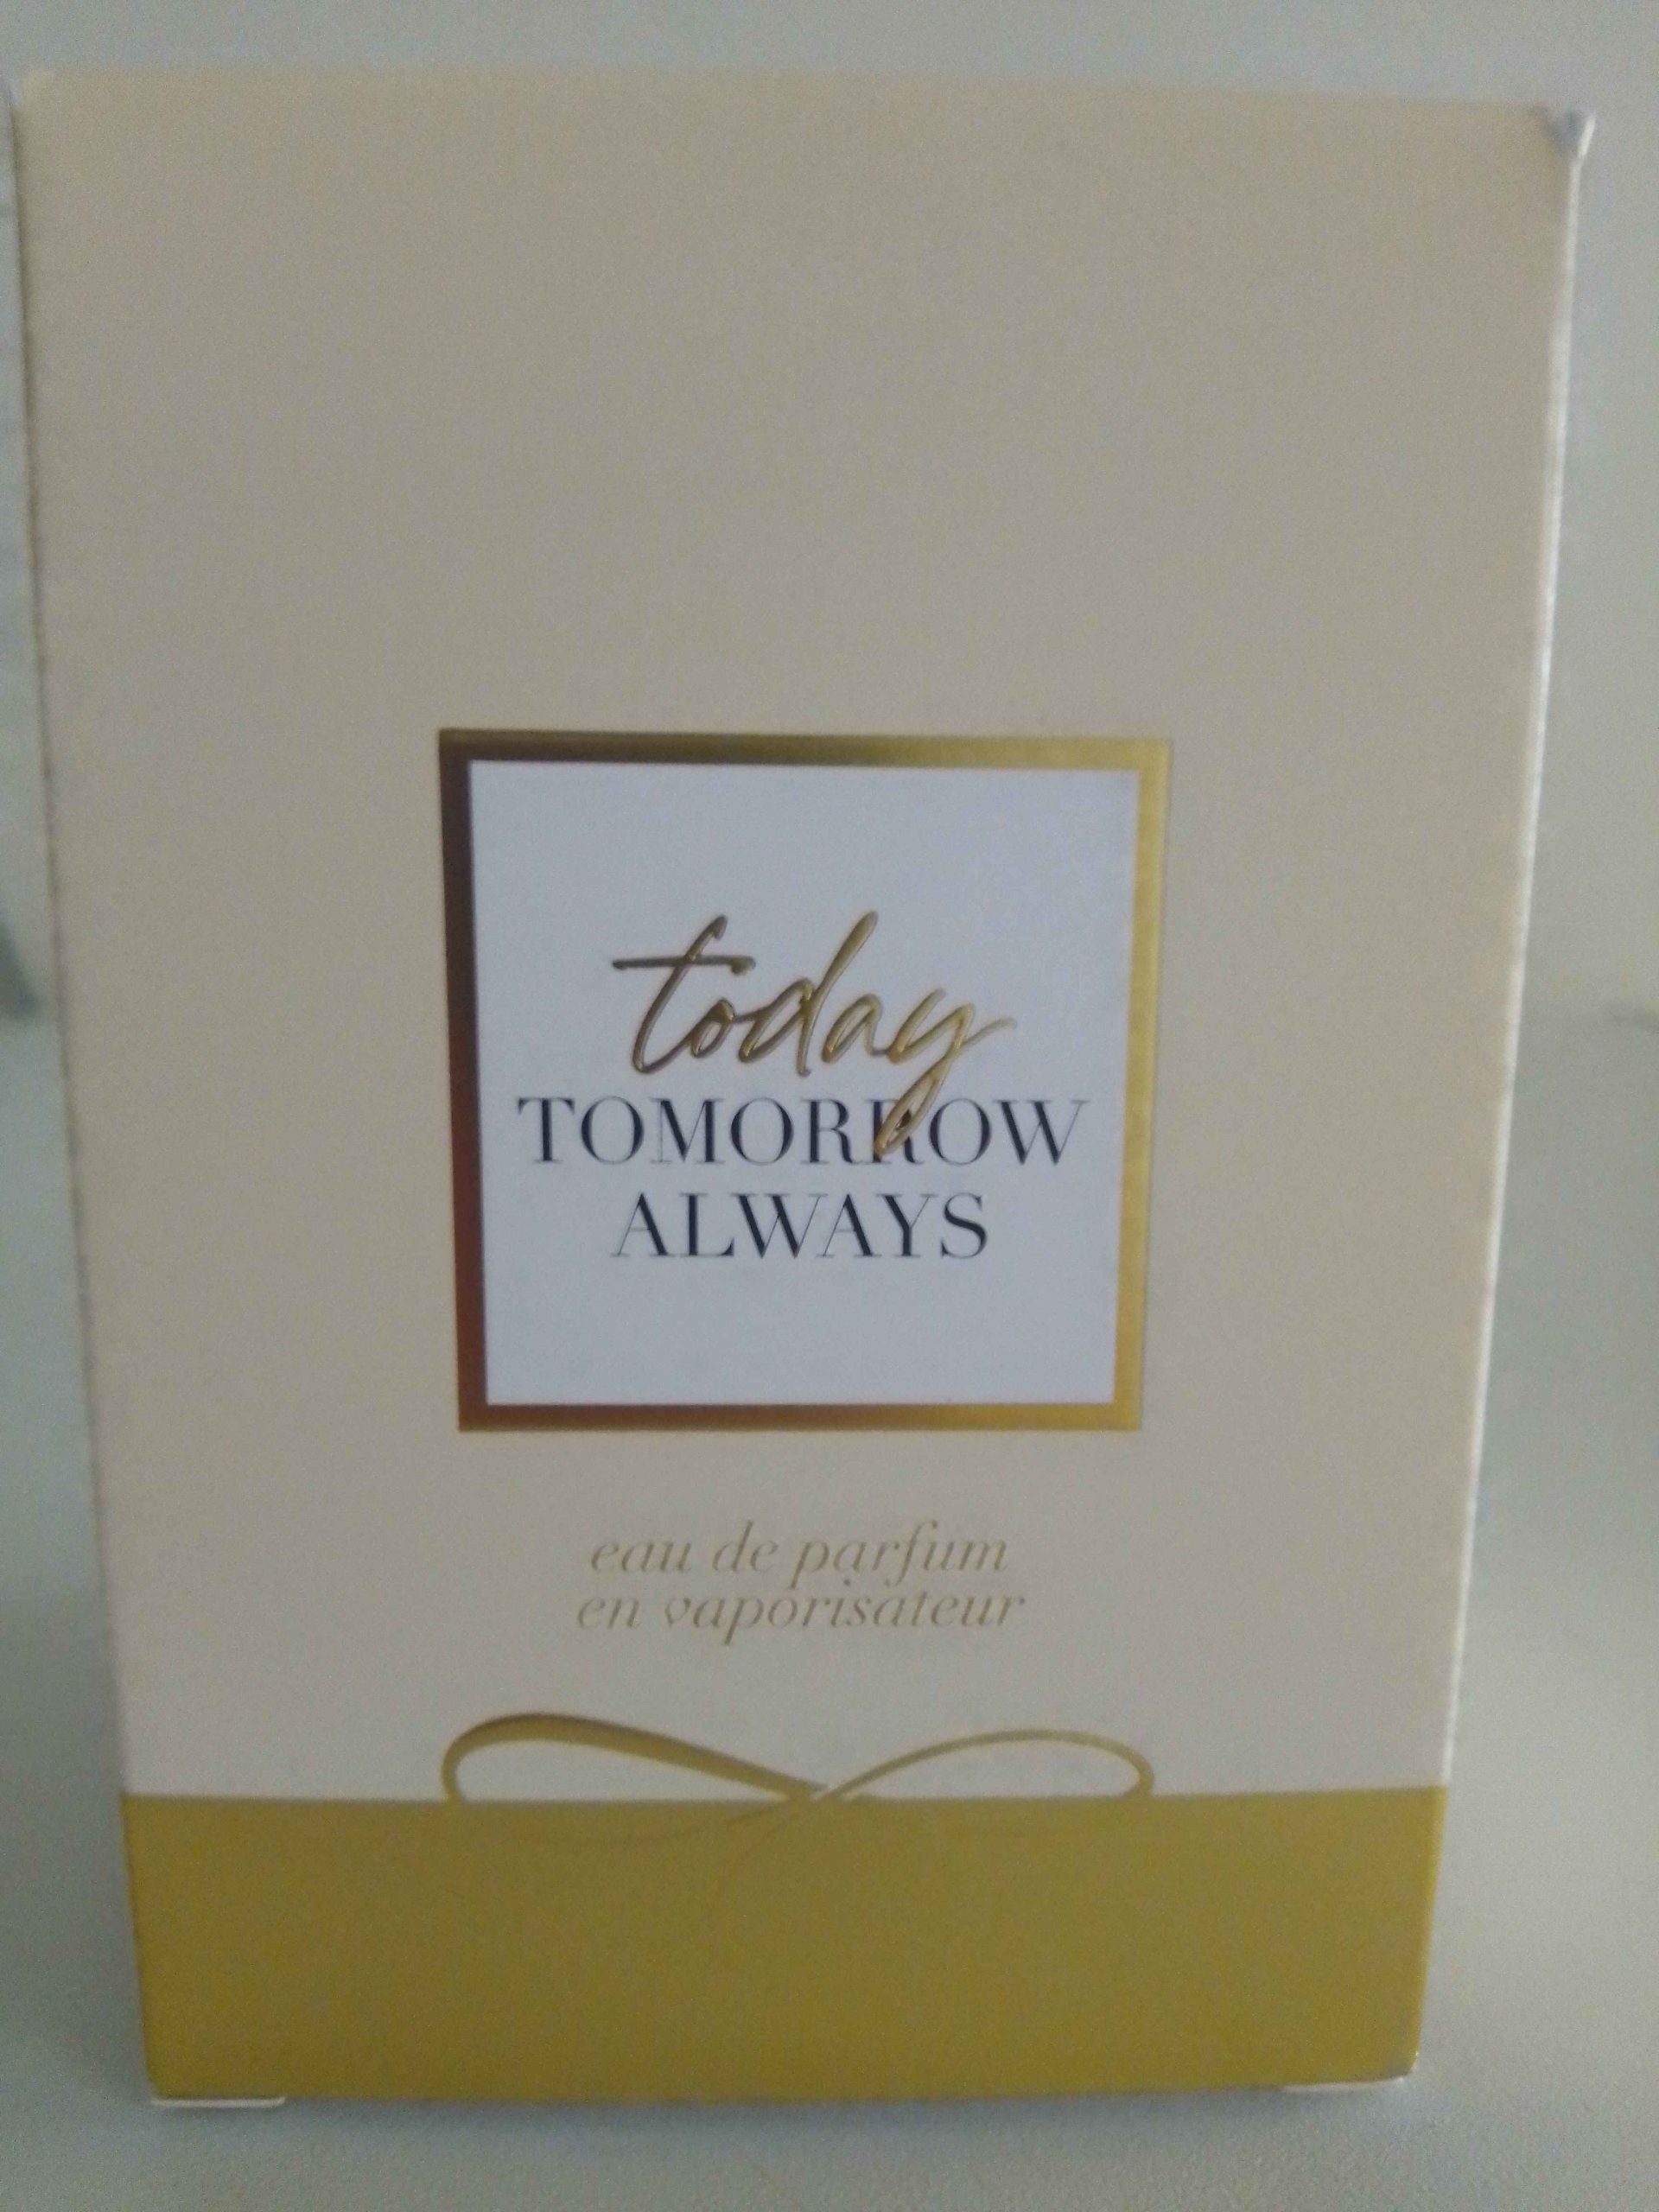 today
TOMORROW
ALWAYS
eau de parfum
en vaporisateur